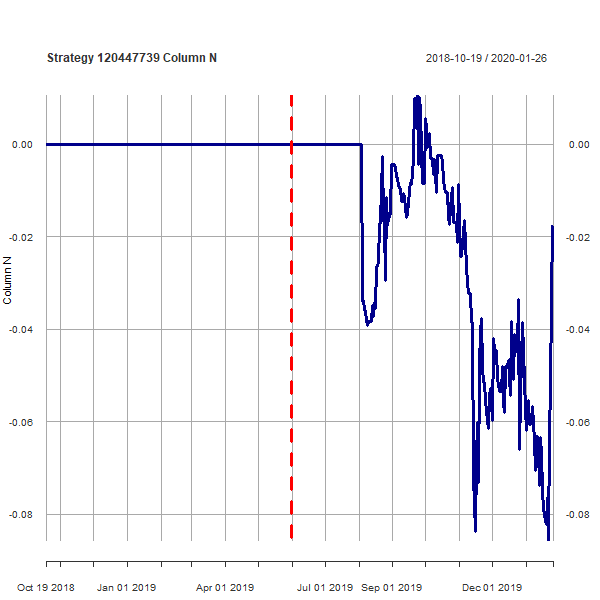 Strategy 120447739 Column N
2018-10-19 / 2020-01-26
0.00 0.00
-0.02 -0.02
-0.04 -0.04
-0.06 -0.06
-0.08 -0.08
Column N
Oct 19 2018 Jan 01 2019 Apr 01 2019 Jul 01 2019 Sep 01 2019 Dec 01 2019